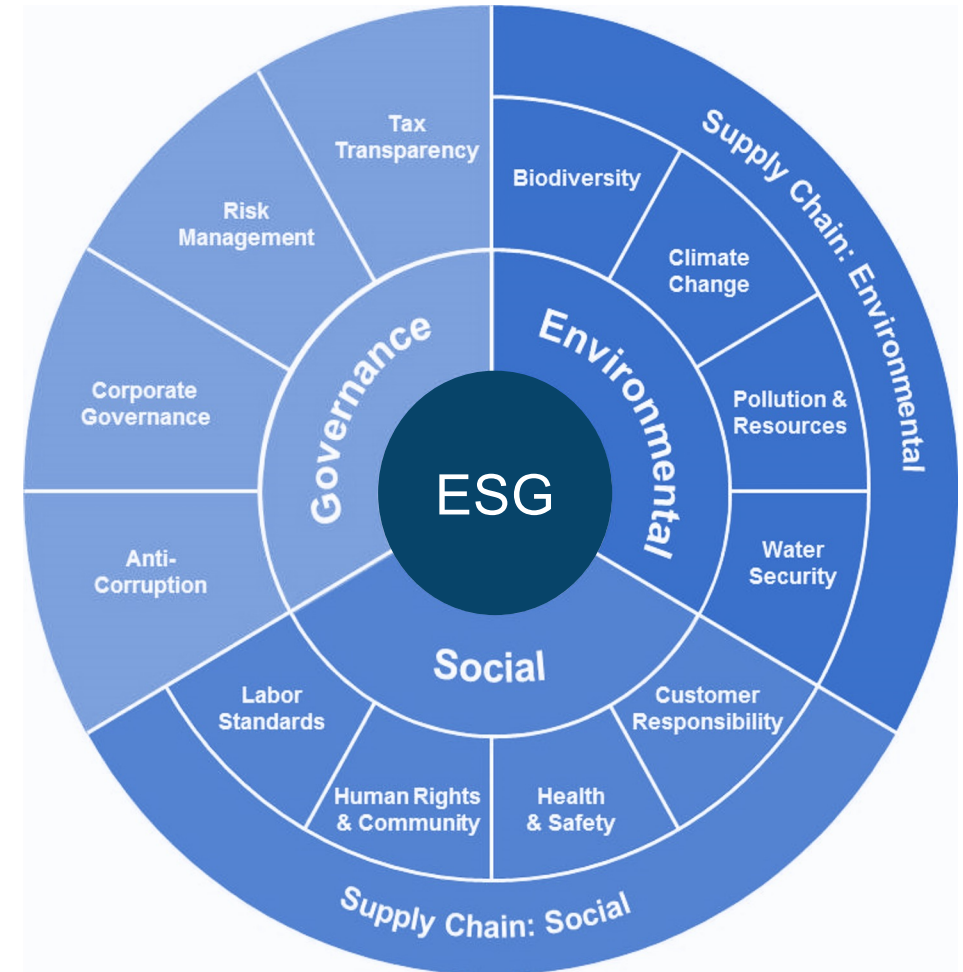 Tax
Transparency
Risk
Management
Corporate
Governance
Anti-
Corruption
Governance
Biodiversity
Climate
Change
Pollution &
Resources
Water
Security
Environmental
Supply Chain: Environmental
ESG
Social
Labor
Standards
Human Rights
& Community
Health
& Safety
Customer
Responsibility
Supply Chain: Social